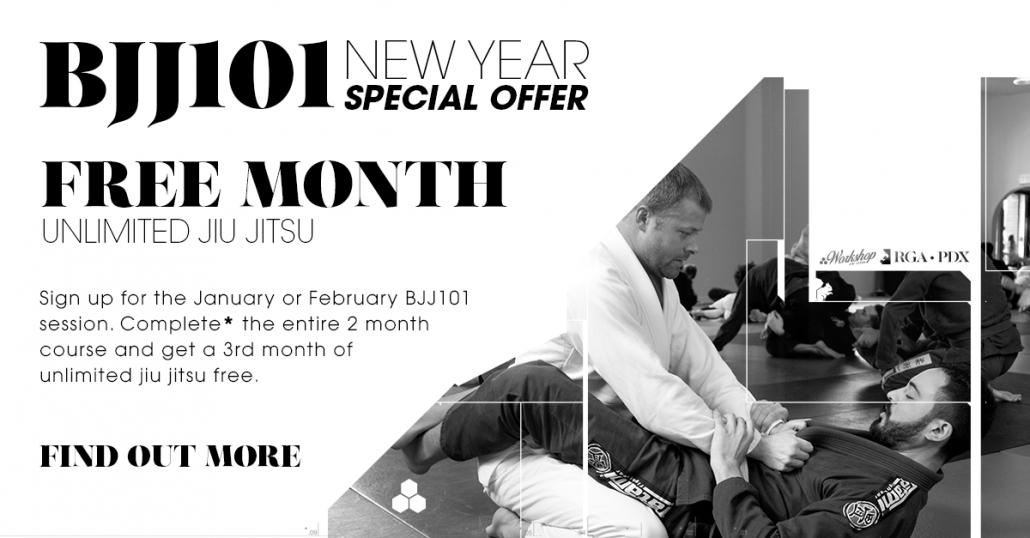 BJJ101 NEW YEAR
SPECIAL OFFER
FREE MONTH
UNLIMITED JIU JITSU
Sign up for the January or February BJJ101
session. Complete* the entire 2 month
course and get a 3rd month of
unlimited jiu jitsu free.
FIND OUT MORE
Workshop RGA • PDX
Tatami
Tatami